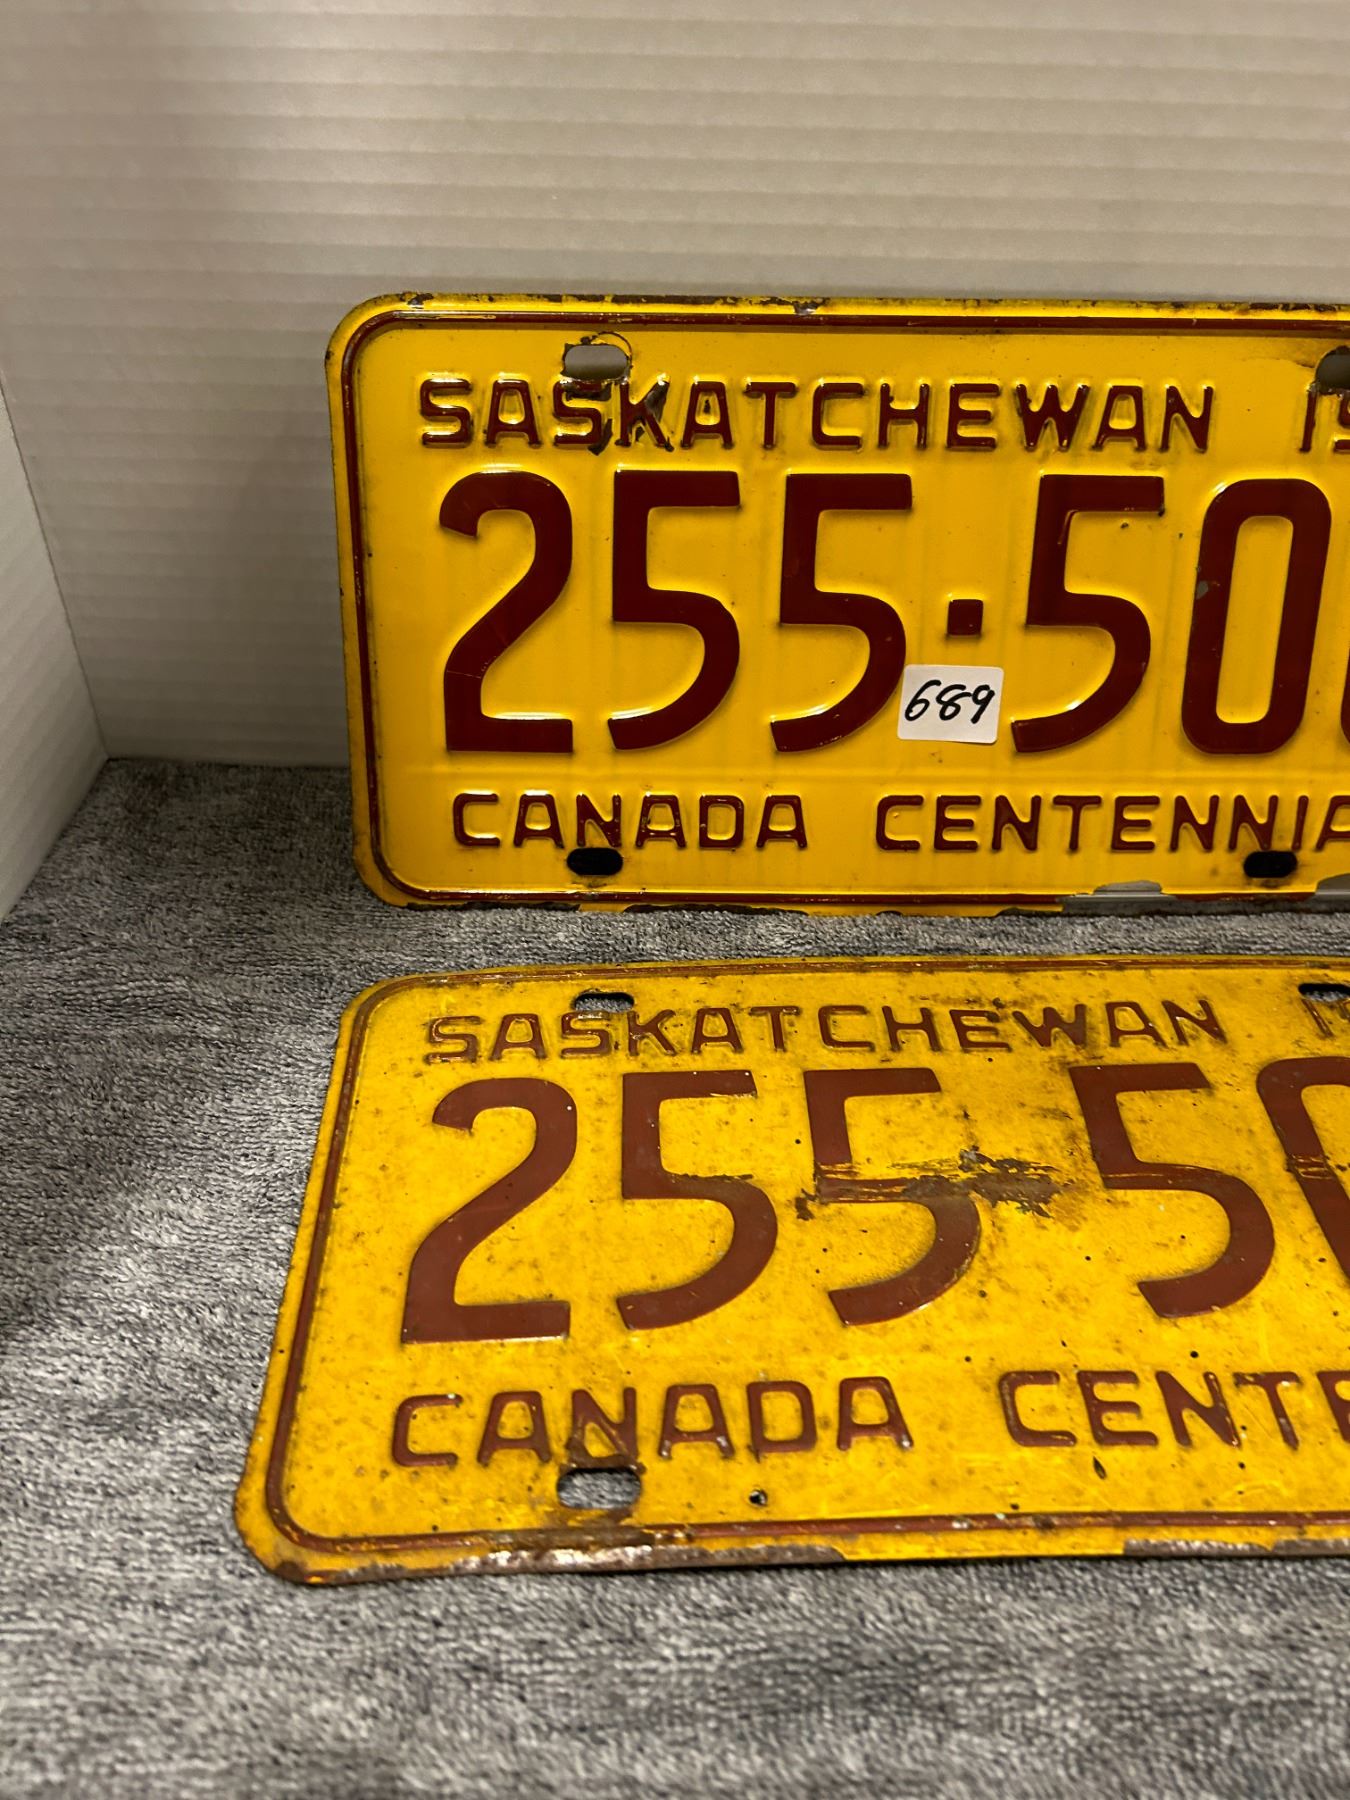 SASKATCHEWAN 19
255·50
689
CANADA CENTENNIA
SASKATCHEWAN 1
255 50
CANADA CENTE